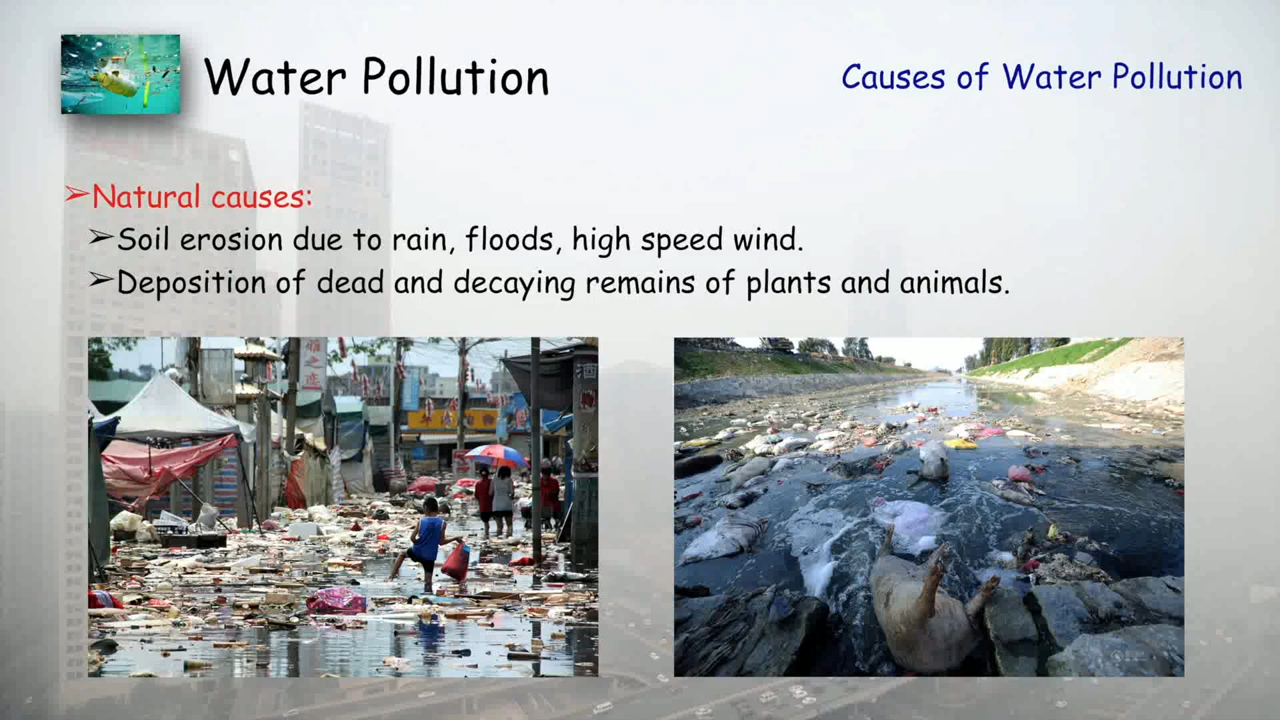 Water Pollution
Causes of Water Pollution
➢Natural causes:
➢Soil erosion due to rain, floods, high speed wind.
➢Deposition of dead and decaying remains of plants and animals.